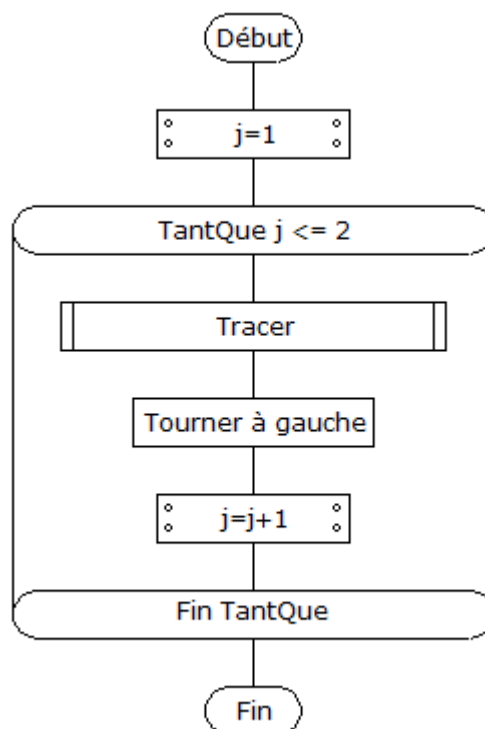 Début
j=1
TantQue j <= 2
Tracer
Tourner à gauche
j=j+1
Fin TantQue
Fin